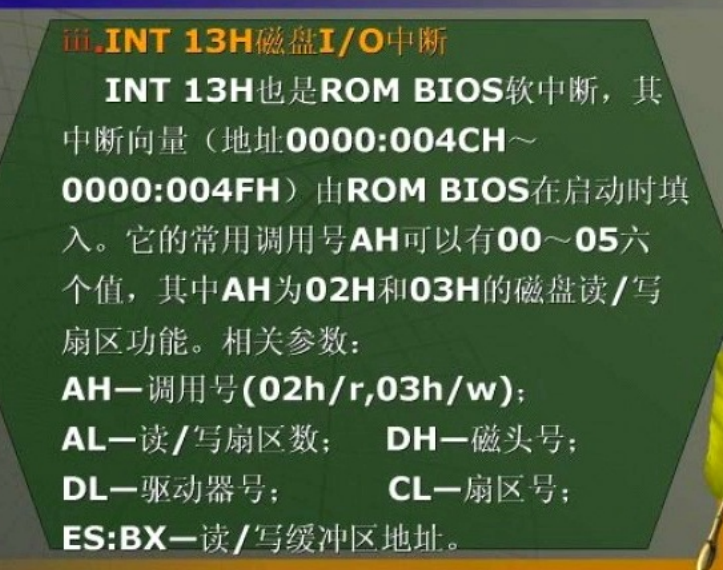 iii.INT 13H磁盘I/O中断
INT 13H也是ROM BIOS软中断，其
中断向量（地址0000:004CH～
0000:004FH）由ROM BIOS在启动时填
入。它的常用调用号AH可以有00～05六
个值，其中AH为02H和03H的磁盘读/写
扇区功能。相关参数：
AH—调用号(02h/r,03h/w)；
AL—读/写扇区数； DH—磁头号；
DL—驱动器号； CL—扇区号；
ES:BX—读/写缓冲区地址。